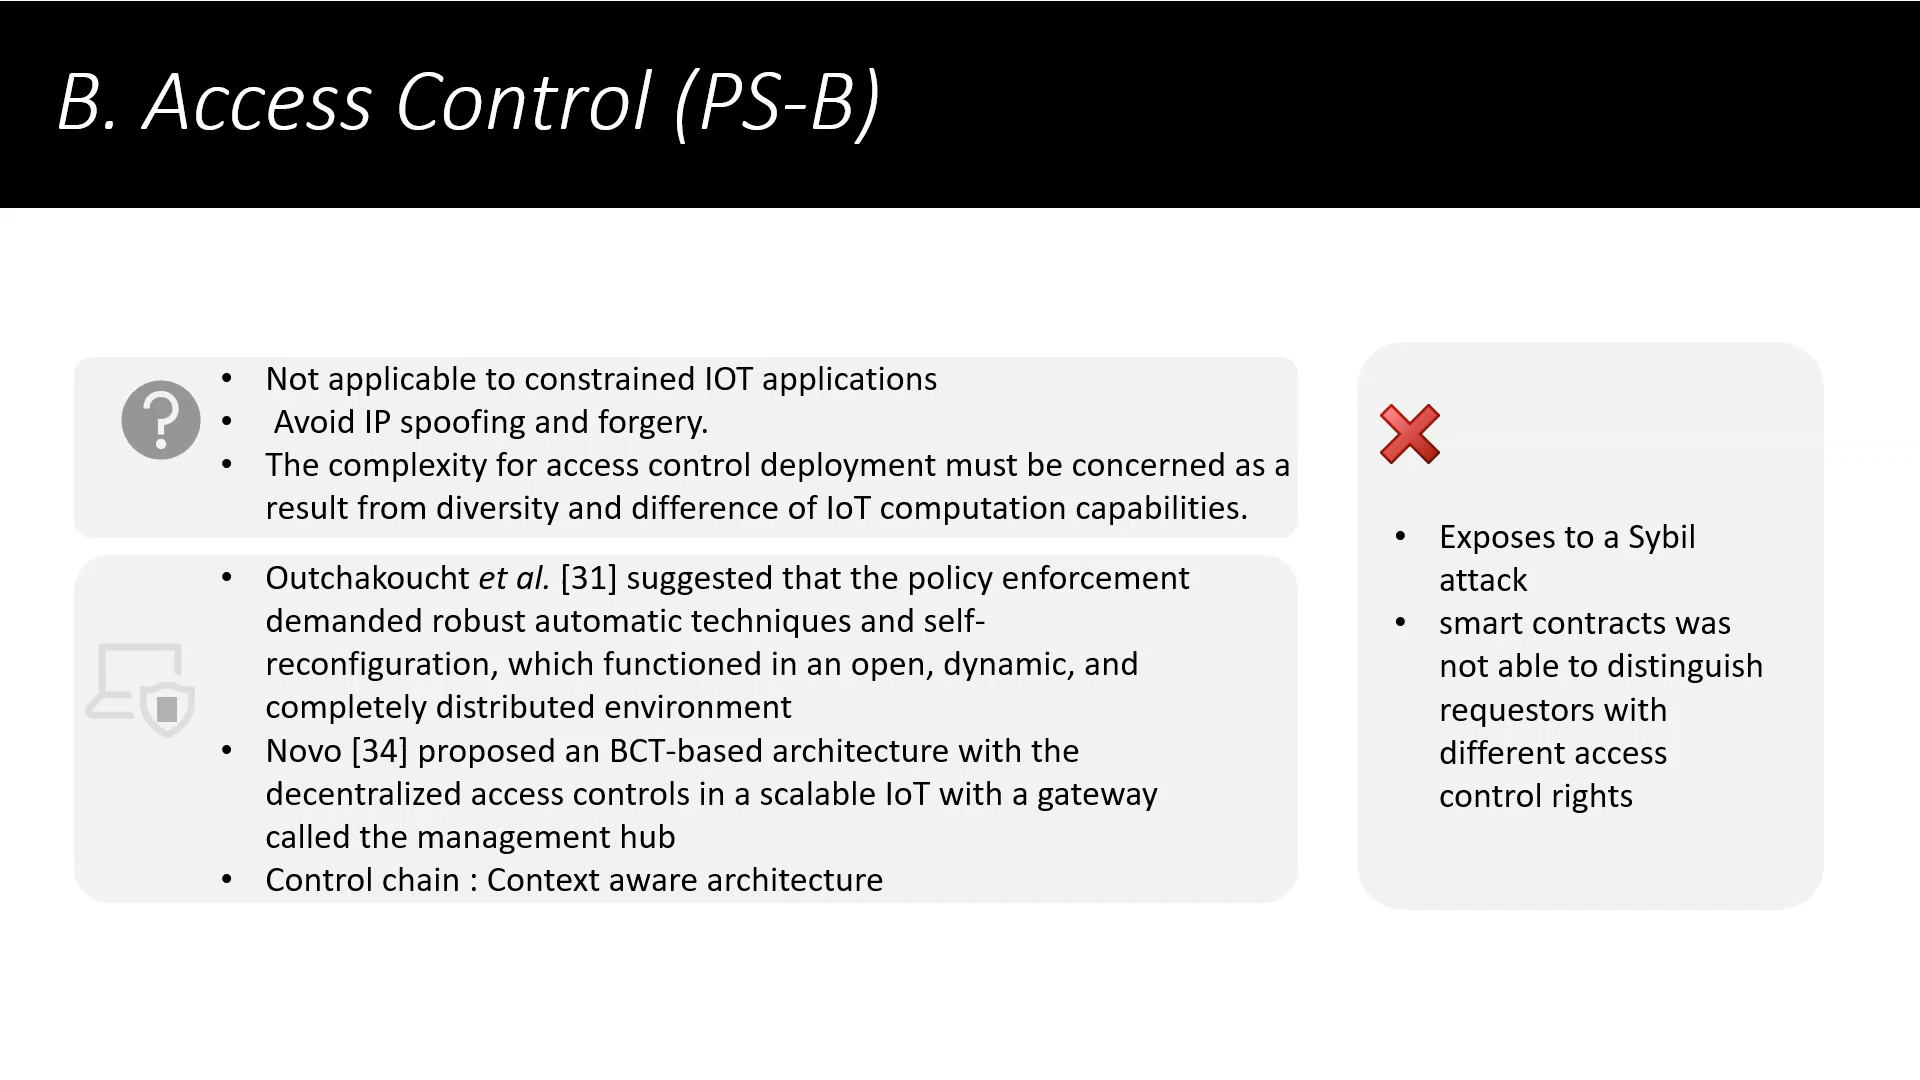 B. Access Control (PS-B)
• Not applicable to constrained IOT applications
• Avoid IP spoofing and forgery.
• The complexity for access control deployment must be concerned as a
result from diversity and difference of IoT computation capabilities.
• Outchakoucht et al. [31] suggested that the policy enforcement
demanded robust automatic techniques and self-
reconfiguration, which functioned in an open, dynamic, and
completely distributed environment
• Novo [34] proposed an BCT-based architecture with the
decentralized access controls in a scalable IoT with a gateway
called the management hub
• Control chain : Context aware architecture
• Exposes to a Sybil
attack
• smart contracts was
not able to distinguish
requestors with
different access
control rights